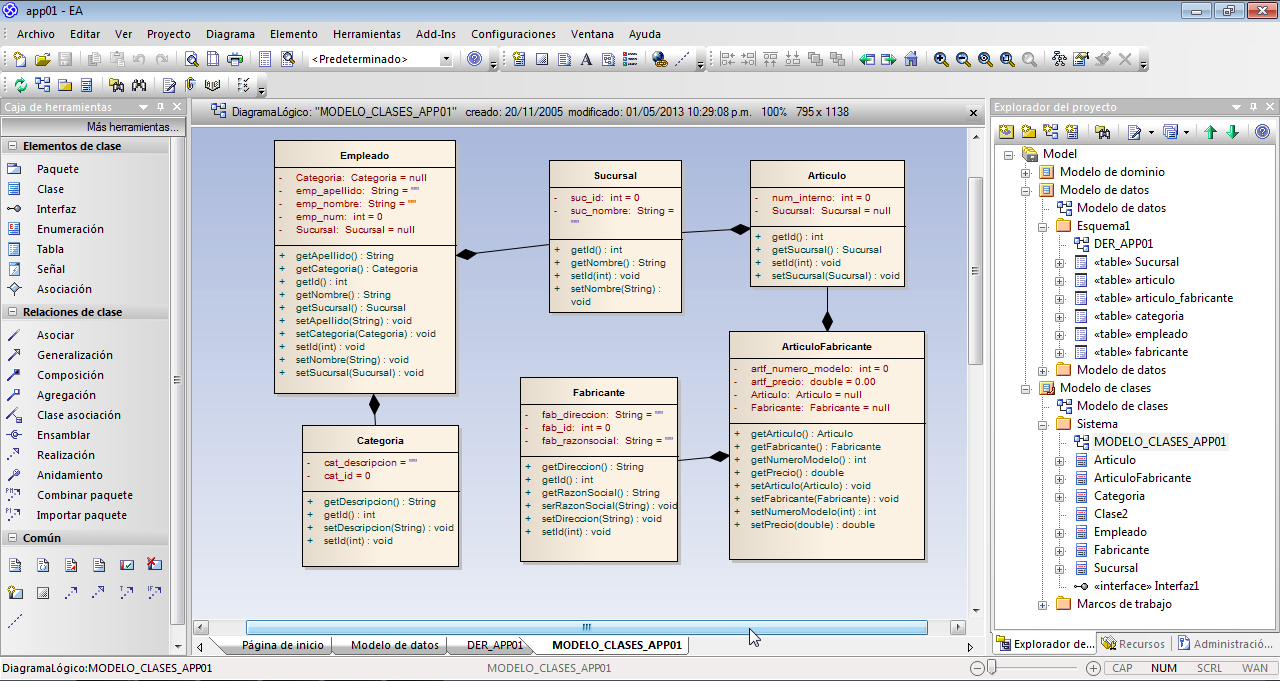 app01 - EA
Archivo Editar Ver Proyecto Diagrama Elemento Herramientas Add-Ins Configuraciones Ventana Ayuda
<Predeterminado>
Caja de herramientas
Más herramientas...
Elementos de clase
Paquete
Clase
Interfaz
Enumeración
Tabla
Señal
Asociación
Relaciones de clase
Asociar
Generalización
Composición
Agregación
Clase asociación
Ensamblar
Realización
Anidamiento
Combinar paquete
Importar paquete
Común
DiagramaLógico: "MODELO_CLASES_APP01" creado: 20/11/2005 modificado: 01/05/2013 10:29:08 p.m. 100% 795 x 1138
Empleado
- Categoria: Categoria = null
- emp_apellido: String = ""
- emp_nombre: String = ""
- emp_num: int = 0
- Sucursal: Sucursal = null
+ getApellido() : String
+ getCategoria() : Categoria
+ getId() : int
+ getNombre() : String
+ getSucursal() : Sucursal
+ setApellido(String) : void
+ setCategoria(Categoria) : void
+ setId(int) : void
+ setNombre(String) : void
+ setSucursal(Sucursal) : void
Sucursal
- suc_id: int = 0
- suc_nombre: String =
""
+ getId() : int
+ getNombre() : String
+ setId(int) : void
+ setNombre(String) :
void
Articulo
- num_interno: int = 0
- Sucursal: Sucursal = null
+ getId() : int
+ getSucursal() : Sucursal
+ setId(int) : void
+ setSucursal(Sucursal) : void
Categoria
- cat_descripcion = ""
- cat_id = 0
+ getDescripcion() : String
+ getId() : int
+ setDescripcion(String) : void
+ setId(int) : void
Fabricante
- fab_direccion: String = ""
- fab_id: int = 0
- fab_razonsocial: String = ""
+ getDireccion() : String
+ getId() : int
+ getRazonSocial() : String
+ serRazonSocial(String) : void
+ setDireccion(String) : void
+ setId(int) : void
ArticuloFabricante
- artf_numero_modelo: int = 0
- artf_precio: double = 0.00
- Articulo: Articulo = null
- Fabricante: Fabricante = null
+ getArticulo() : Articulo
+ getFabricante() : Fabricante
+ getNumeroModelo() : int
+ getPrecio() : double
+ setArticulo(Articulo) : void
+ setFabricante(Fabricante) : void
+ setNumeroModelo(int) : int
+ setPrecio(double) : double
Página de inicio Modelo de datos DER_APP01 MODELO_CLASES_APP01
Explorador del proyecto
Model
Modelo de dominio
Modelo de datos
Modelo de datos
Esquema1
DER_APP01
«table» Sucursal
«table» articulo
«table» articulo_fabricante
«table» categoria
«table» empleado
«table» fabricante
Modelo de datos
Modelo de clases
Modelo de clases
Sistema
MODELO_CLASES_APP01
Articulo
ArticuloFabricante
Categoria
Clase2
Empleado
Fabricante
Sucursal
«interface» Interfaz1
Marcos de trabajo
Explorador de... Recursos Administració...
DiagramaLógico:MODELO_CLASES_APP01 MODELO_CLASES_APP01 CAP NUM SCRL WAN